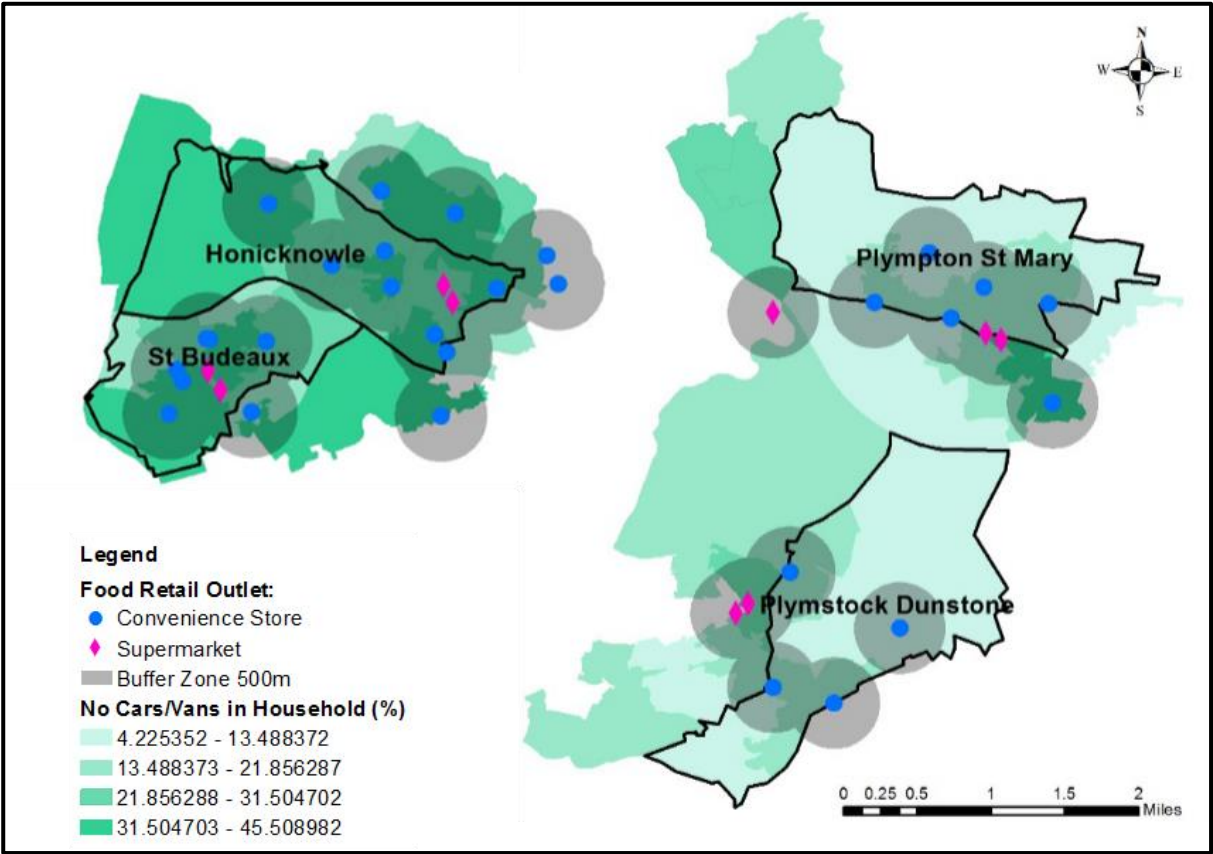 N
W E
S
Honicknowle
Plympton St Mary
St Budeaux
Plymstock Dunstone
Legend
Food Retail Outlet:
Convenience Store
Supermarket
Buffer Zone 500m
No Cars/Vans in Household (%)
4.225352 - 13.488372
13.488373 - 21.856287
21.856288 - 31.504702
31.504703 - 45.508982
0 0.25 0.5 1 1.5 2
Miles